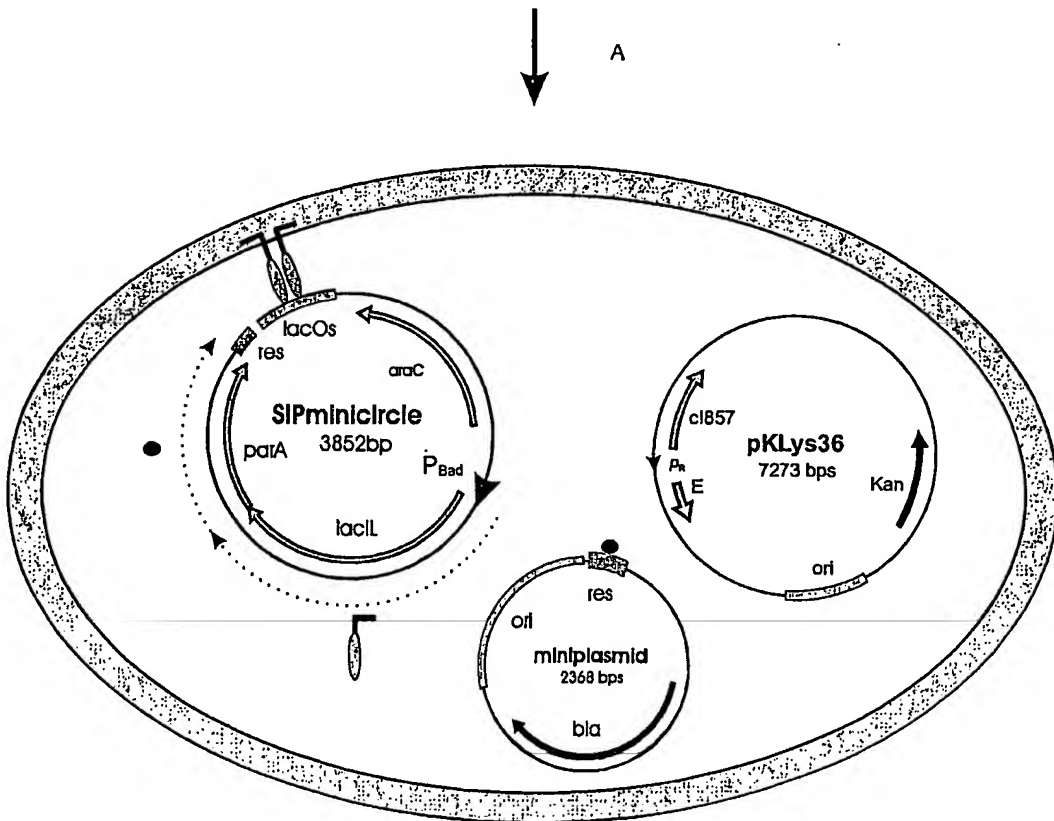 A
lacOs
res
araC
SIPminicircle
3852bp
parA
PBad
lacIL
cI857
pKLys36
7273 bps
pR
E
Kan
ori
res
ori
miniplasmid
2368 bps
bla